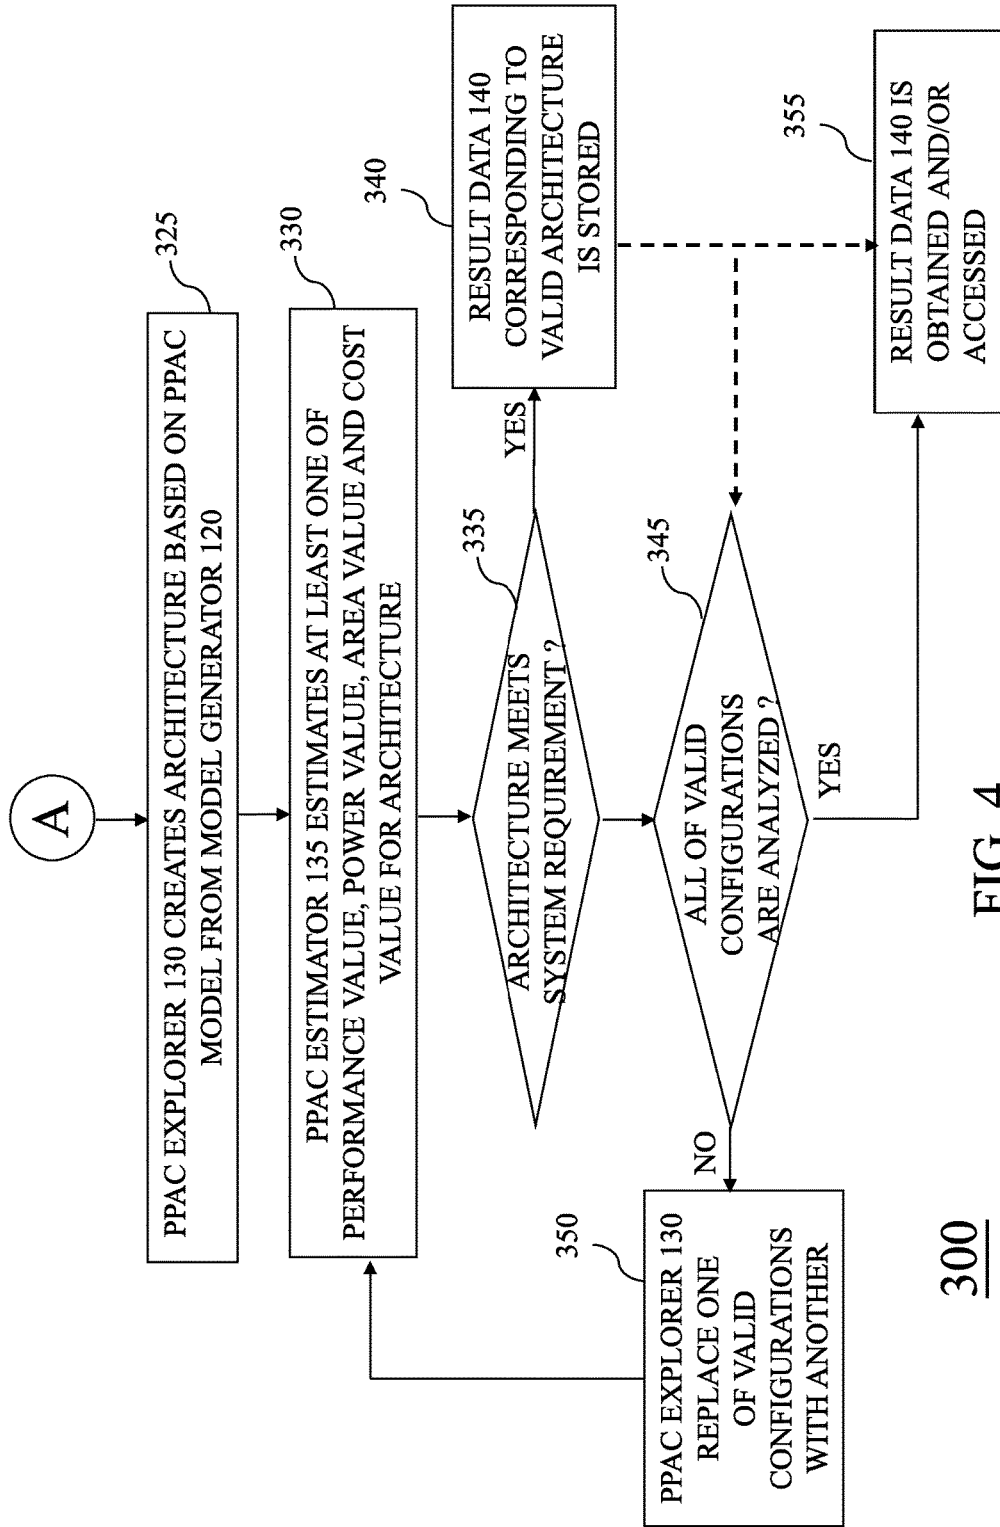 A
325
PPAC EXPLORER 130 CREATES ARCHITECTURE BASED ON PPAC
MODEL FROM MODEL GENERATOR 120
330
PPAC ESTIMATOR 135 ESTIMATES AT LEAST ONE OF
PERFORMANCE VALUE, POWER VALUE, AREA VALUE AND COST
VALUE FOR ARCHITECTURE
335
ARCHITECTURE MEETS
SYSTEM REQUIREMENT ?
YES
340
RESULT DATA 140
CORRESPONDING TO
VALID ARCHITECTURE
IS STORED
345
ALL OF VALID
CONFIGURATIONS
ARE ANALYZED ?
NO
YES
350
PPAC EXPLORER 130
REPLACE ONE
OF VALID
CONFIGURATIONS
WITH ANOTHER
355
RESULT DATA 140 IS
OBTAINED AND/OR
ACCESSED
300
FIG. 4